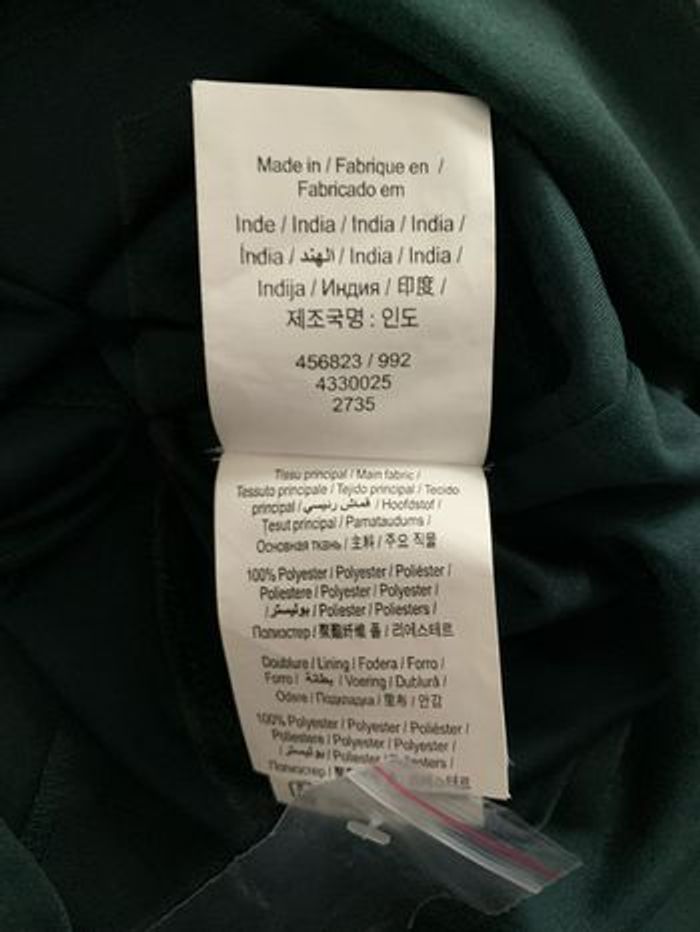 Made in / Fabrique en /
Fabricado em
Inde / India / India / India /
Índia / الهند / India / India /
Indija / Индия / 印度 /
제조국명 : 인도
456823 / 992
4330025
2735
Tissu principal / Main fabric /
Tessuto principale / Tejido principal / Tecido
principal / قماش رئيسي / Hoofdstof /
Tesut principal / Pamataudums /
Основная ткань / 主料 / 주요 직물
100% Polyester / Polyester / Poliéster /
Poliestere / Polyester / Polyester /
/ بوليستر / Poliester / Poliesters /
Полиэстер / 聚酯纤维 / 폴리에스테르
Doublure / Lining / Fodera / Forro /
Forro / بطانة / Voering / Dublură /
Odere / Подкладка / 里布 / 안감
100% Polyester / Polyester / Poliéster /
Poliestere / Polyester / Polyester /
/ بوليستر / Poliester /
Полиэстер /